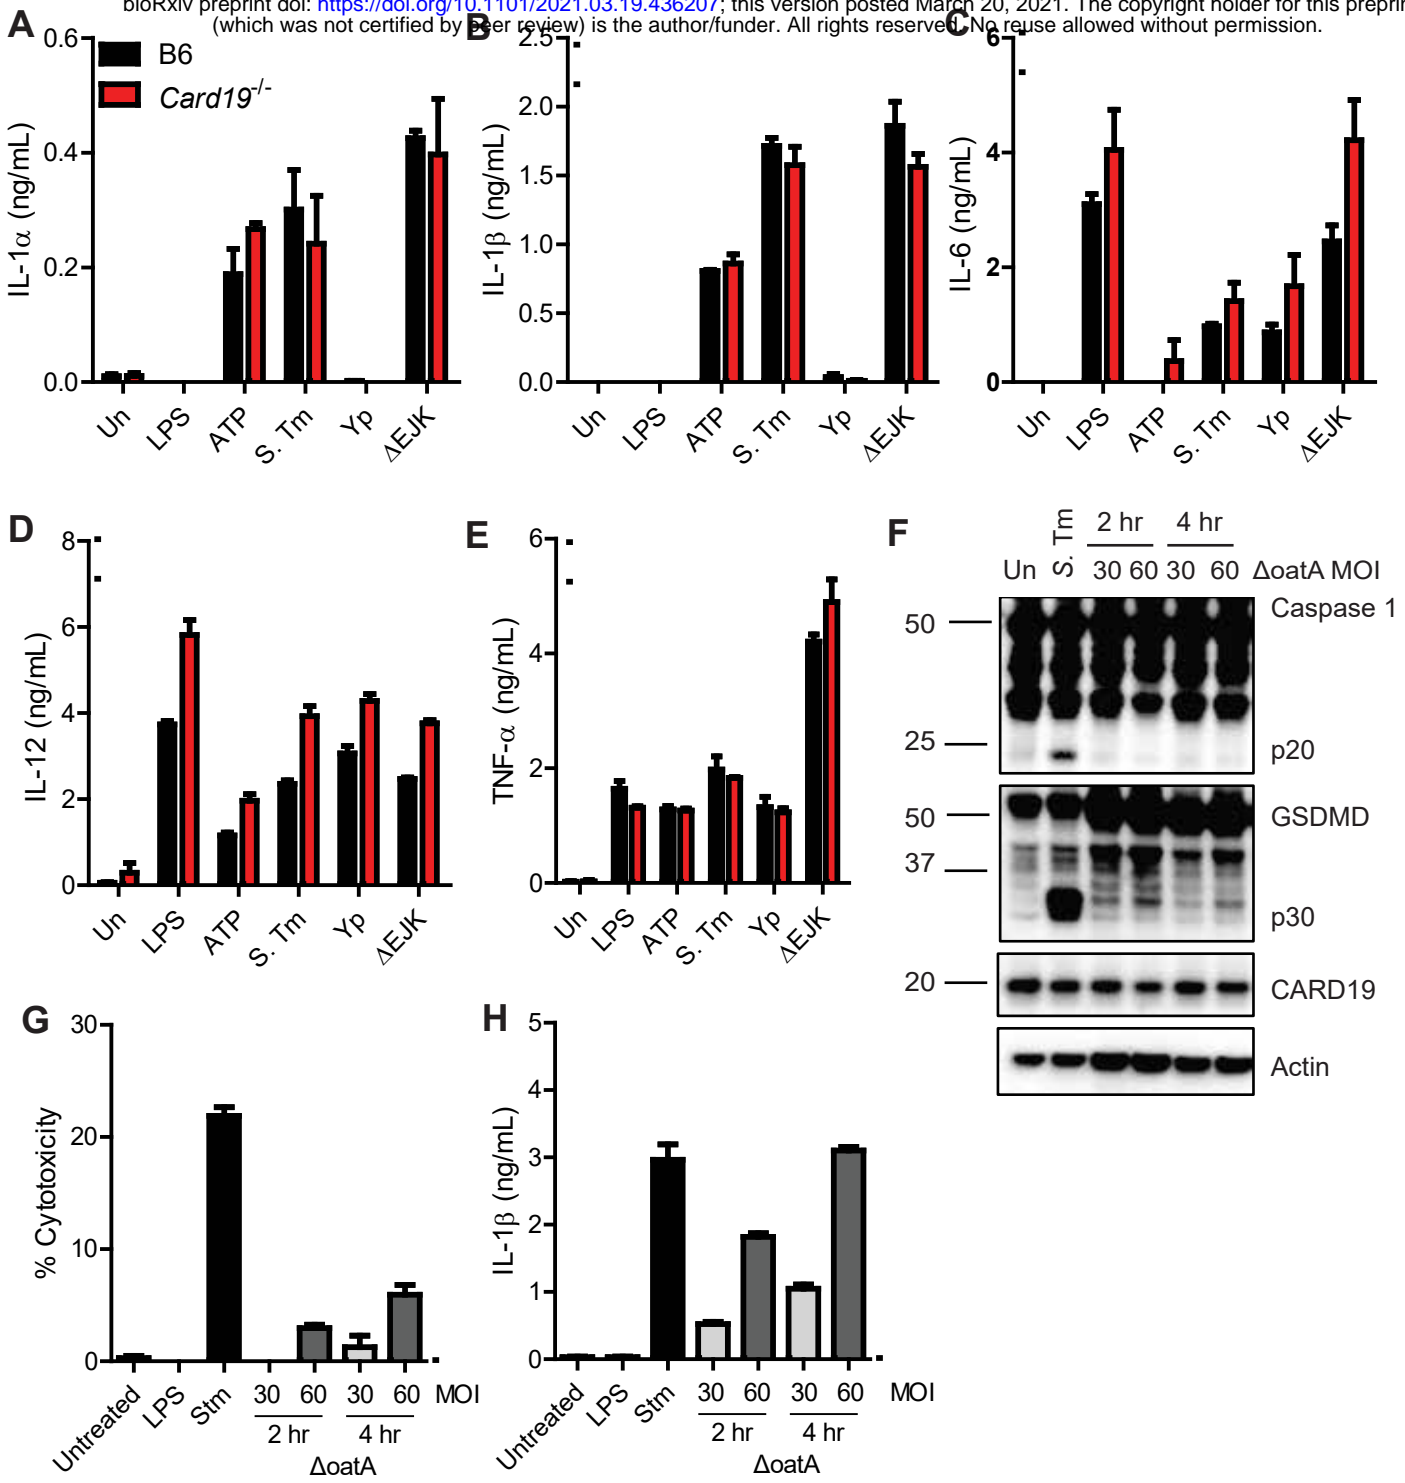 bioRxiv preprint doi: https://doi.org/10.1101/2021.03.19.436207; this version posted March 20, 2021. The copyright holder for this preprint
(which was not certified by peer review) is the author/funder. All rights reserved. No reuse allowed without permission.
A
B6
Card19-/-
IL-1α (ng/mL)
0.6
0.4
0.2
0.0
Un LPS ATP S. Tm Yp ΔEJK
B
IL-1β (ng/mL)
2.5
2.0
1.5
1.0
0.5
0.0
Un LPS ATP S. Tm Yp ΔEJK
C
IL-6 (ng/mL)
6
4
2
0
Un LPS ATP S. Tm Yp ΔEJK
D
IL-12 (ng/mL)
8
6
4
2
0
Un LPS ATP S. Tm Yp ΔEJK
E
TNF-α (ng/mL)
6
4
2
0
Un LPS ATP S. Tm Yp ΔEJK
F
2 hr 4 hr
Un S. Tm 30 60 30 60 ΔoatA MOI
Caspase 1
50
25
p20
50
GSDMD
37
p30
20
CARD19
Actin
G
% Cytotoxicity
30
20
10
0
Untreated LPS Stm 30 60 30 60 MOI
2 hr 4 hr
ΔoatA
H
IL-1β (ng/mL)
5
4
3
2
1
0
Untreated LPS Stm 30 60 30 60 MOI
2 hr 4 hr
ΔoatA